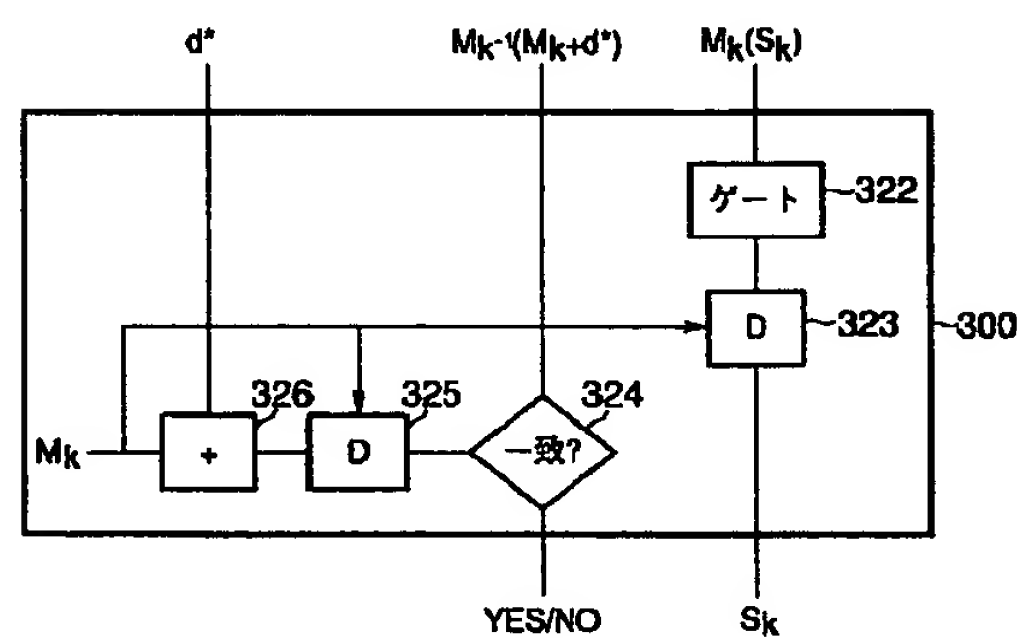 d*
Mk-1(Mk+d*)
Mk(Sk)
ゲート
322
D
323
300
326
325
324
Mk
+
D
一致?
YES/NO
Sk